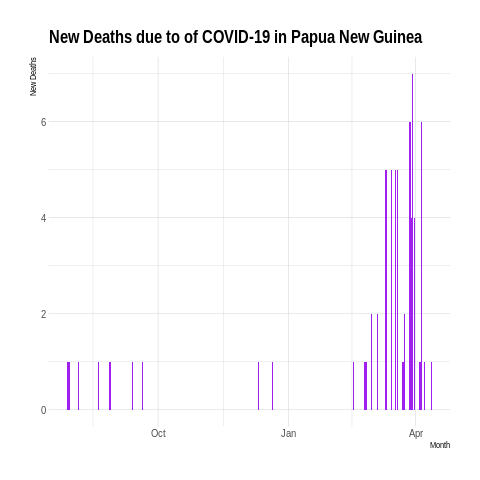 New Deaths due to of COVID-19 in Papua New Guinea
New Deaths
6
4
2
0
Oct
Jan
Apr
Month